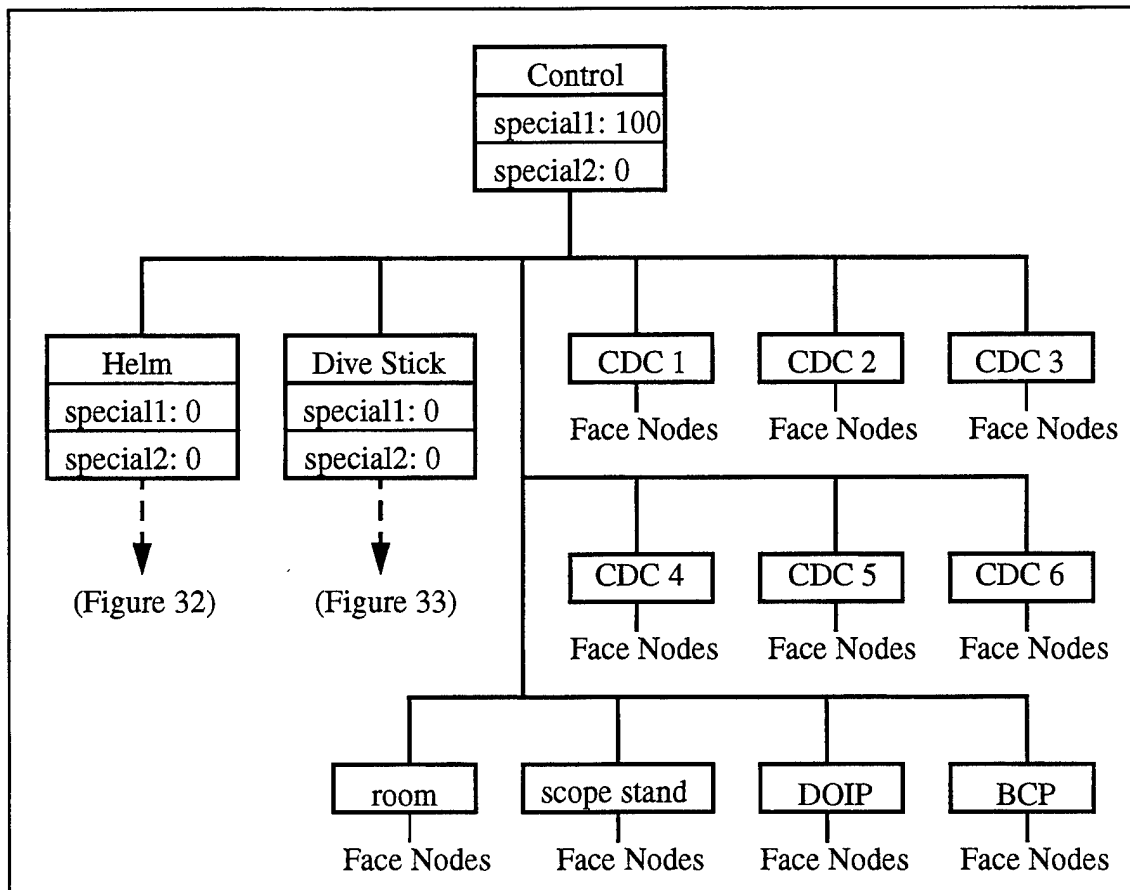 Control
special1: 100
special2: 0
Helm
special1: 0
special2: 0
(Figure 32)
Dive Stick
special1: 0
special2: 0
(Figure 33)
CDC 1
Face Nodes
CDC 2
Face Nodes
CDC 3
Face Nodes
CDC 4
Face Nodes
CDC 5
Face Nodes
CDC 6
Face Nodes
room
Face Nodes
scope stand
Face Nodes
DOIP
Face Nodes
BCP
Face Nodes